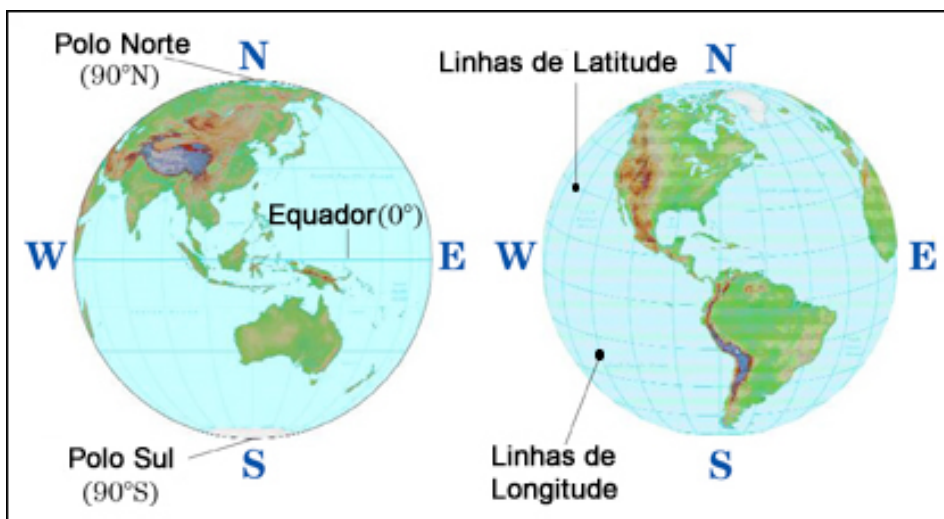 Polo Norte
(90°N)
N
Equador(0°)
W
E
Polo Sul
(90°S)
S
Linhas de Latitude
N
W
E
Linhas de
Longitude
S